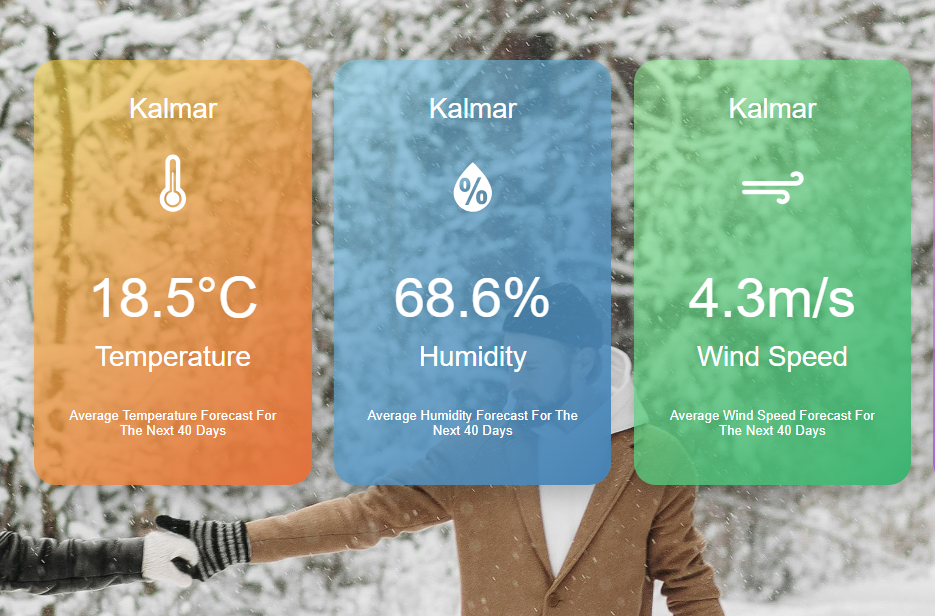 Kalmar
18.5°C
Temperature
Average Temperature Forecast For
The Next 40 Days
Kalmar
%
68.6%
Humidity
Average Humidity Forecast For The
Next 40 Days
Kalmar
4.3m/s
Wind Speed
Average Wind Speed Forecast For
The Next 40 Days